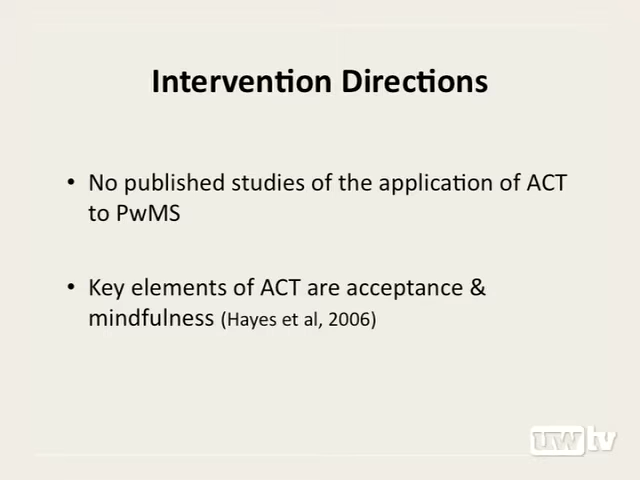 Intervention Directions
• No published studies of the application of ACT
to PwMS
• Key elements of ACT are acceptance &
mindfulness (Hayes et al, 2006)
uwtv